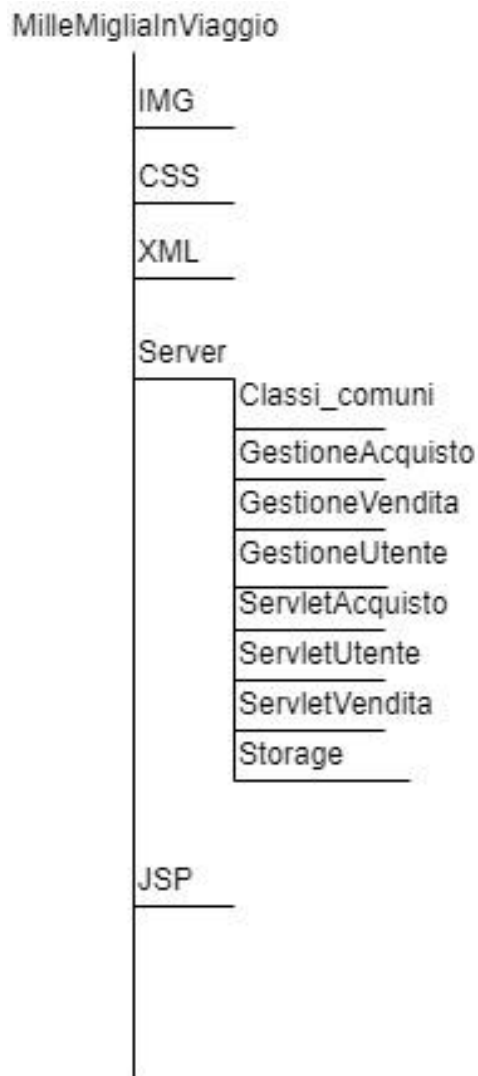 MilleMigliaInViaggio
IMG
CSS
XML
Server
Classi_comuni
GestioneAcquisto
GestioneVendita
GestioneUtente
ServletAcquisto
ServletUtente
ServletVendita
Storage
JSP